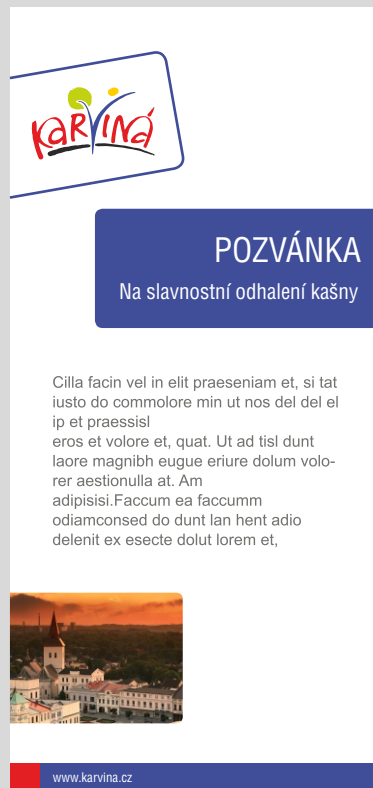 Karviná
POZVÁNKA
Na slavnostní odhalení kašny
Cilla facin vel in elit praeseniam et, si tat
iusto do commolore min ut nos del del el
ip et praessisl
eros et volore et, quat. Ut ad tisl dunt
laore magnibh eugue eriure dolum volo-
rer aestionulla at. Am
adipisisi.Faccum ea faccumm
odiamconsed do dunt lan hent adio
delenit ex esecte dolut lorem et,
www.karvina.cz